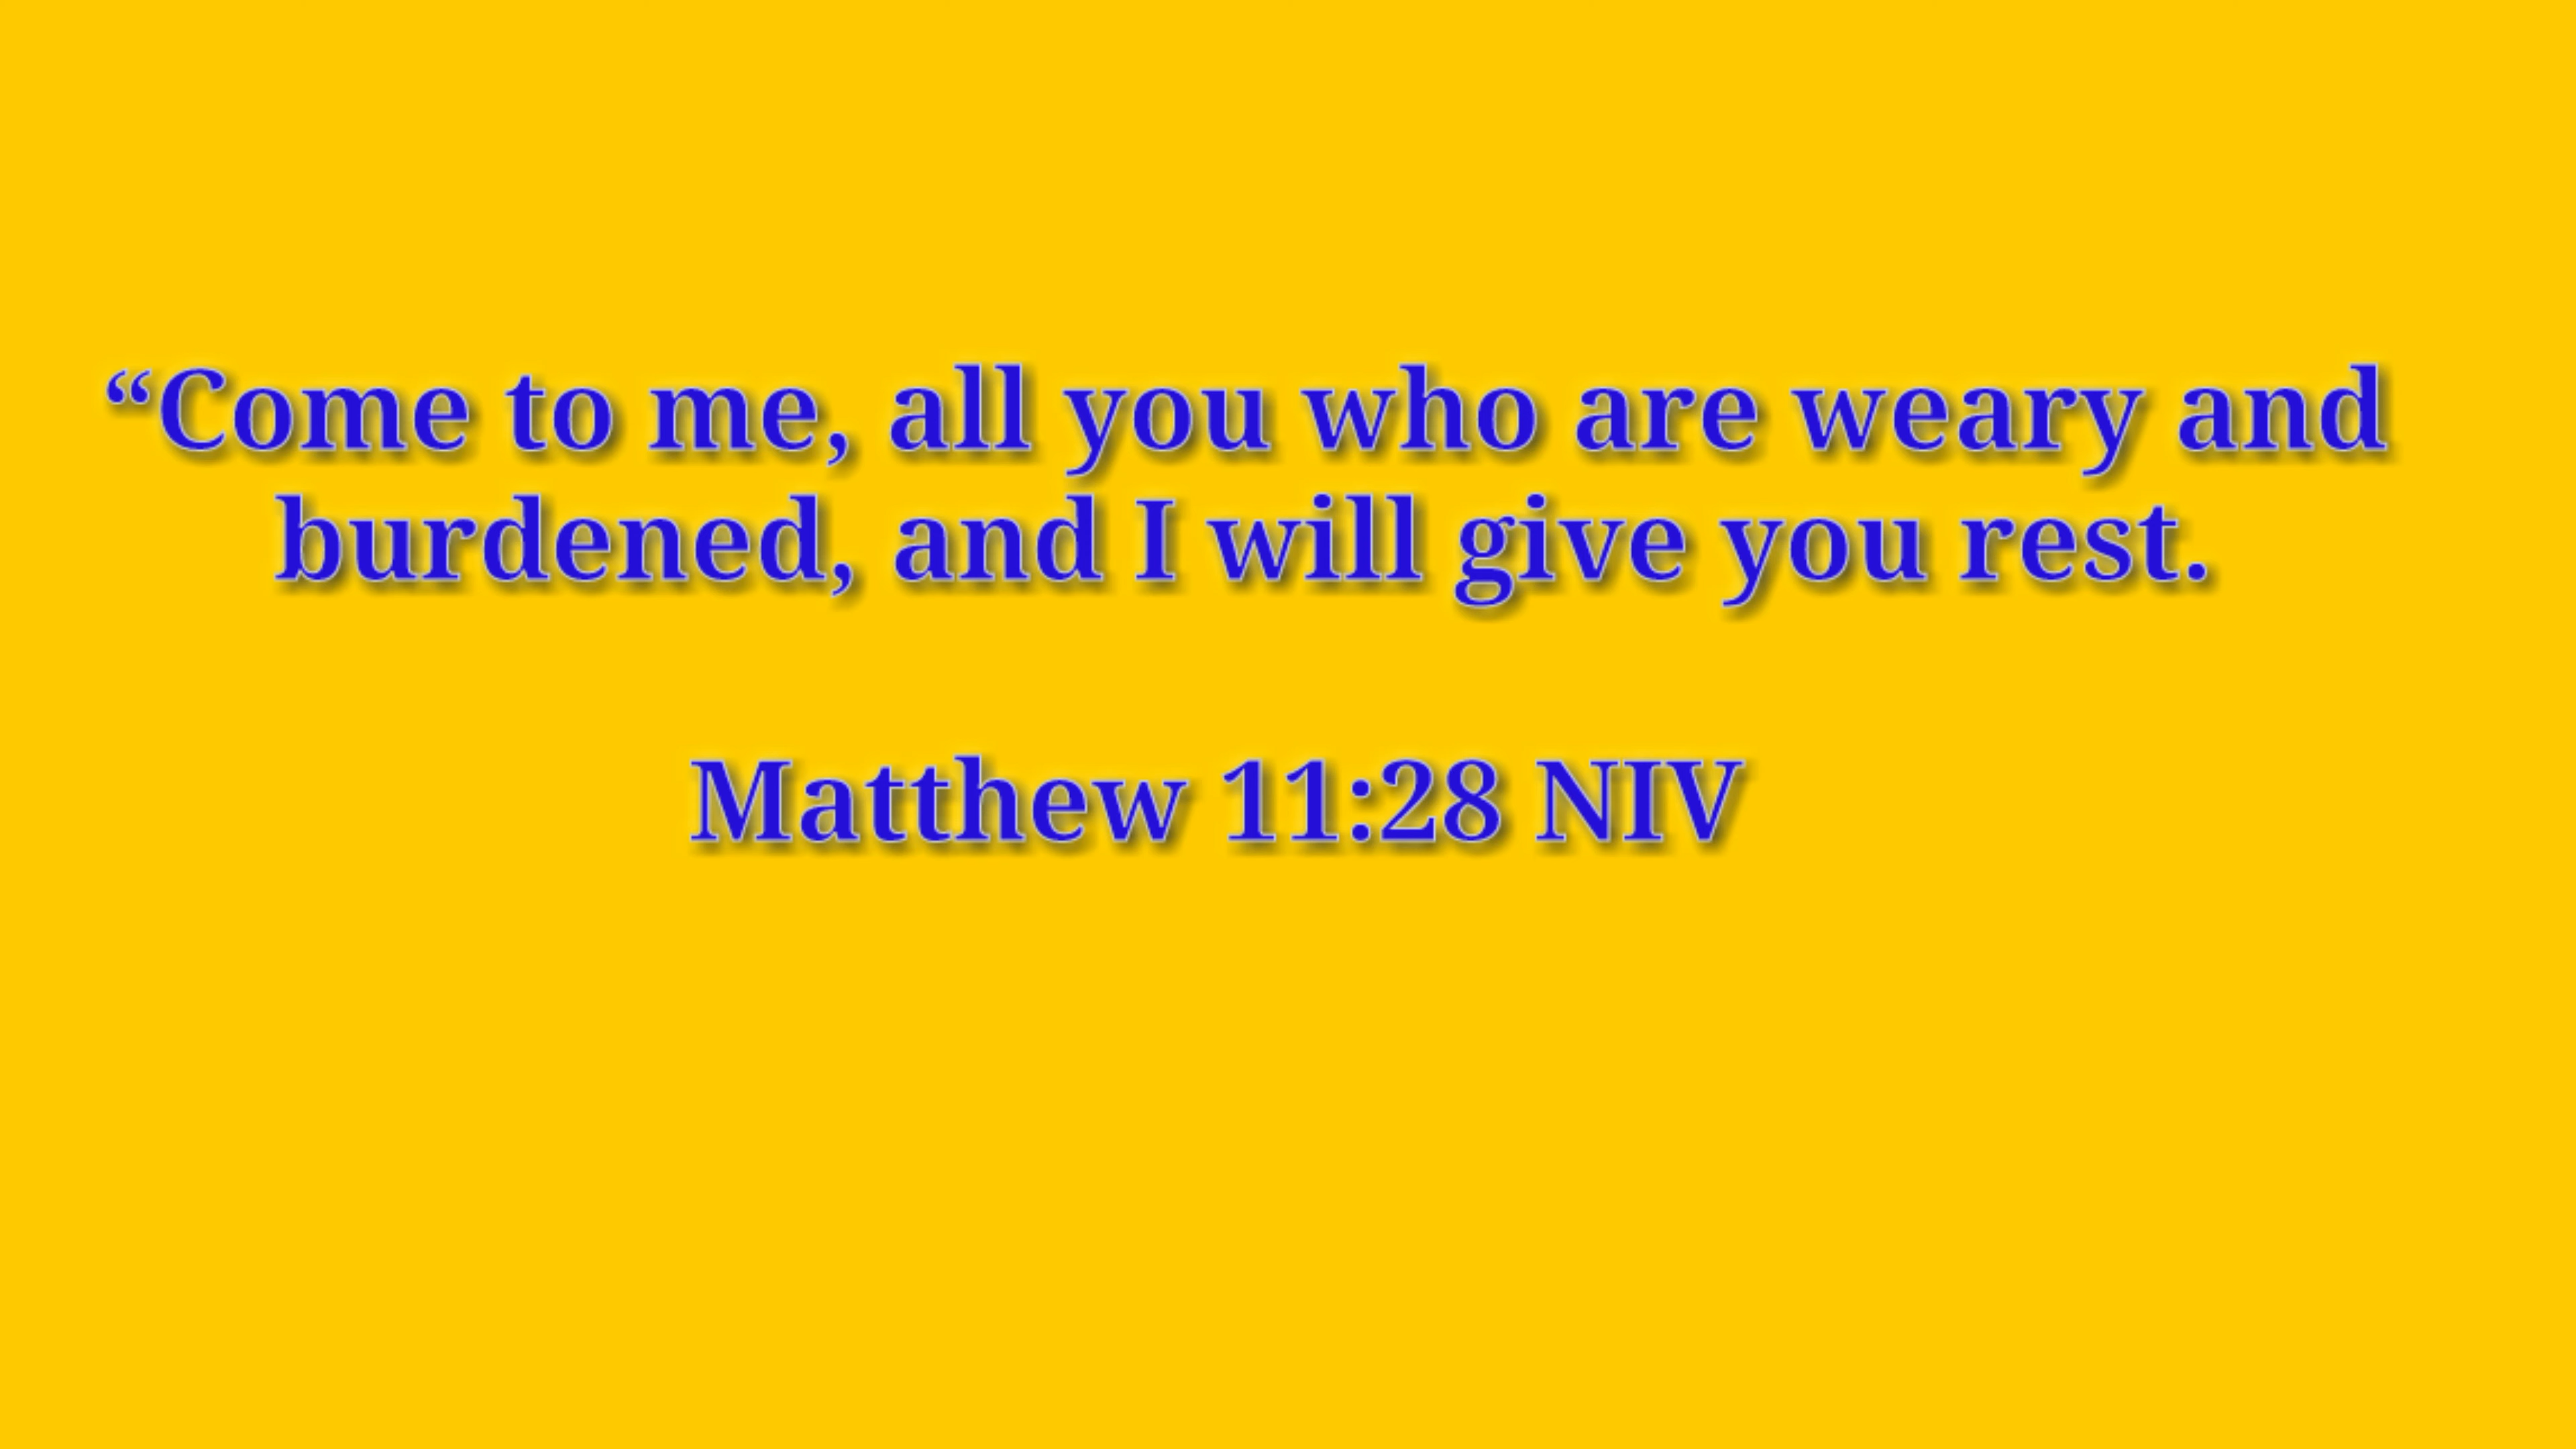 “Come to me, all you who are weary and
burdened, and I will give you rest.
Matthew 11:28 NIV